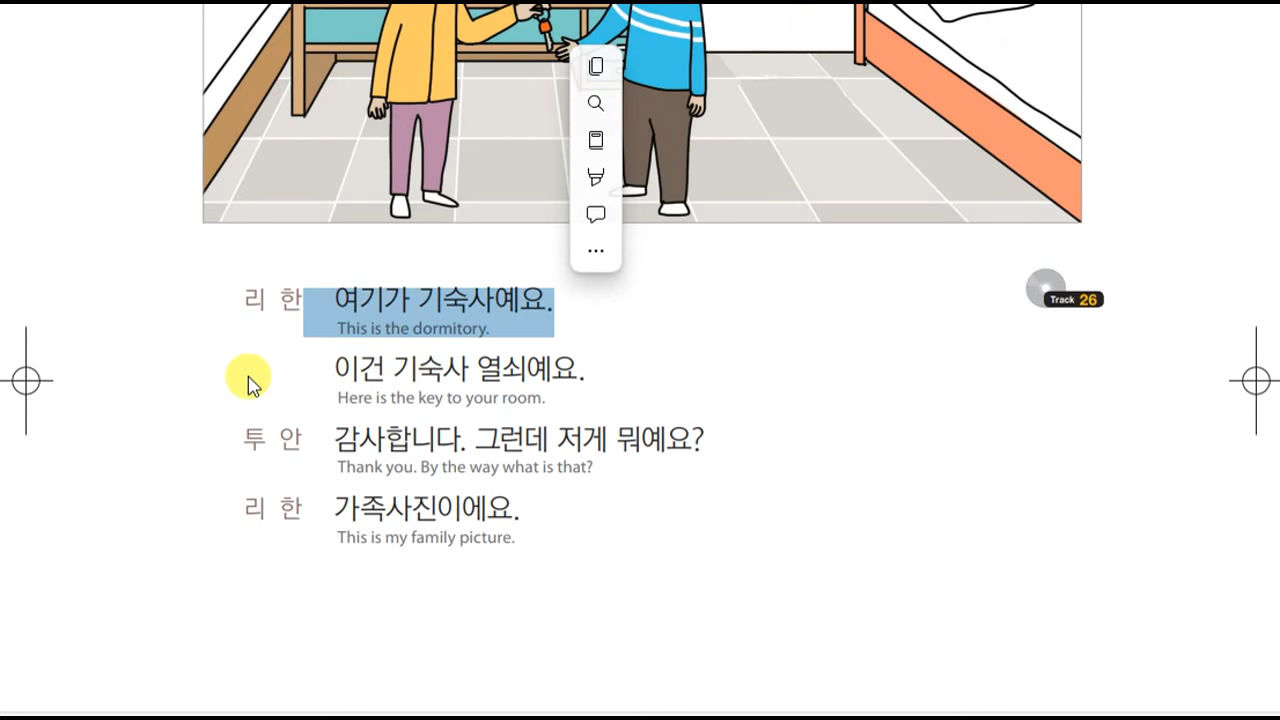 리 한 여기가 기숙사예요.
This is the dormitory.
이건 기숙사 열쇠예요.
Here is the key to your room.
투 안 감사합니다. 그런데 저게 뭐예요?
Thank you. By the way what is that?
리 한 가족사진이에요.
This is my family picture.
Track 26